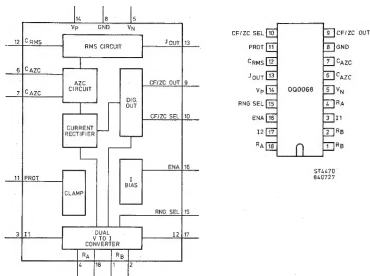 14 8 5
VP GND VN
12 CRMS RMS CIRCUIT JOUT 13
6 CAZC
7 CAZC
AZC CIRCUIT
DIG. OUT
CF/ZC OUT 9
CF/ZC SEL 10
CURRENT RECTIFIER
ENA 16
I BIAS
11 PROT.
CLAMP
RNG SEL 15
3 I1
DUAL V TO I CONVERTER
I2 17
RA RB
4 18 1 2
CF/ZC SEL 10 9 CF/ZC OUT
PROT 11 8 GND
CRMS 12 7 CAZC
JOUT 13 6 CAZC
VP 14 OQ0068 5 VN
RNG SEL 15 4 RA
ENA 16 3 I1
I2 17 2 RB
RA 18 1 RB
ST4470
840727